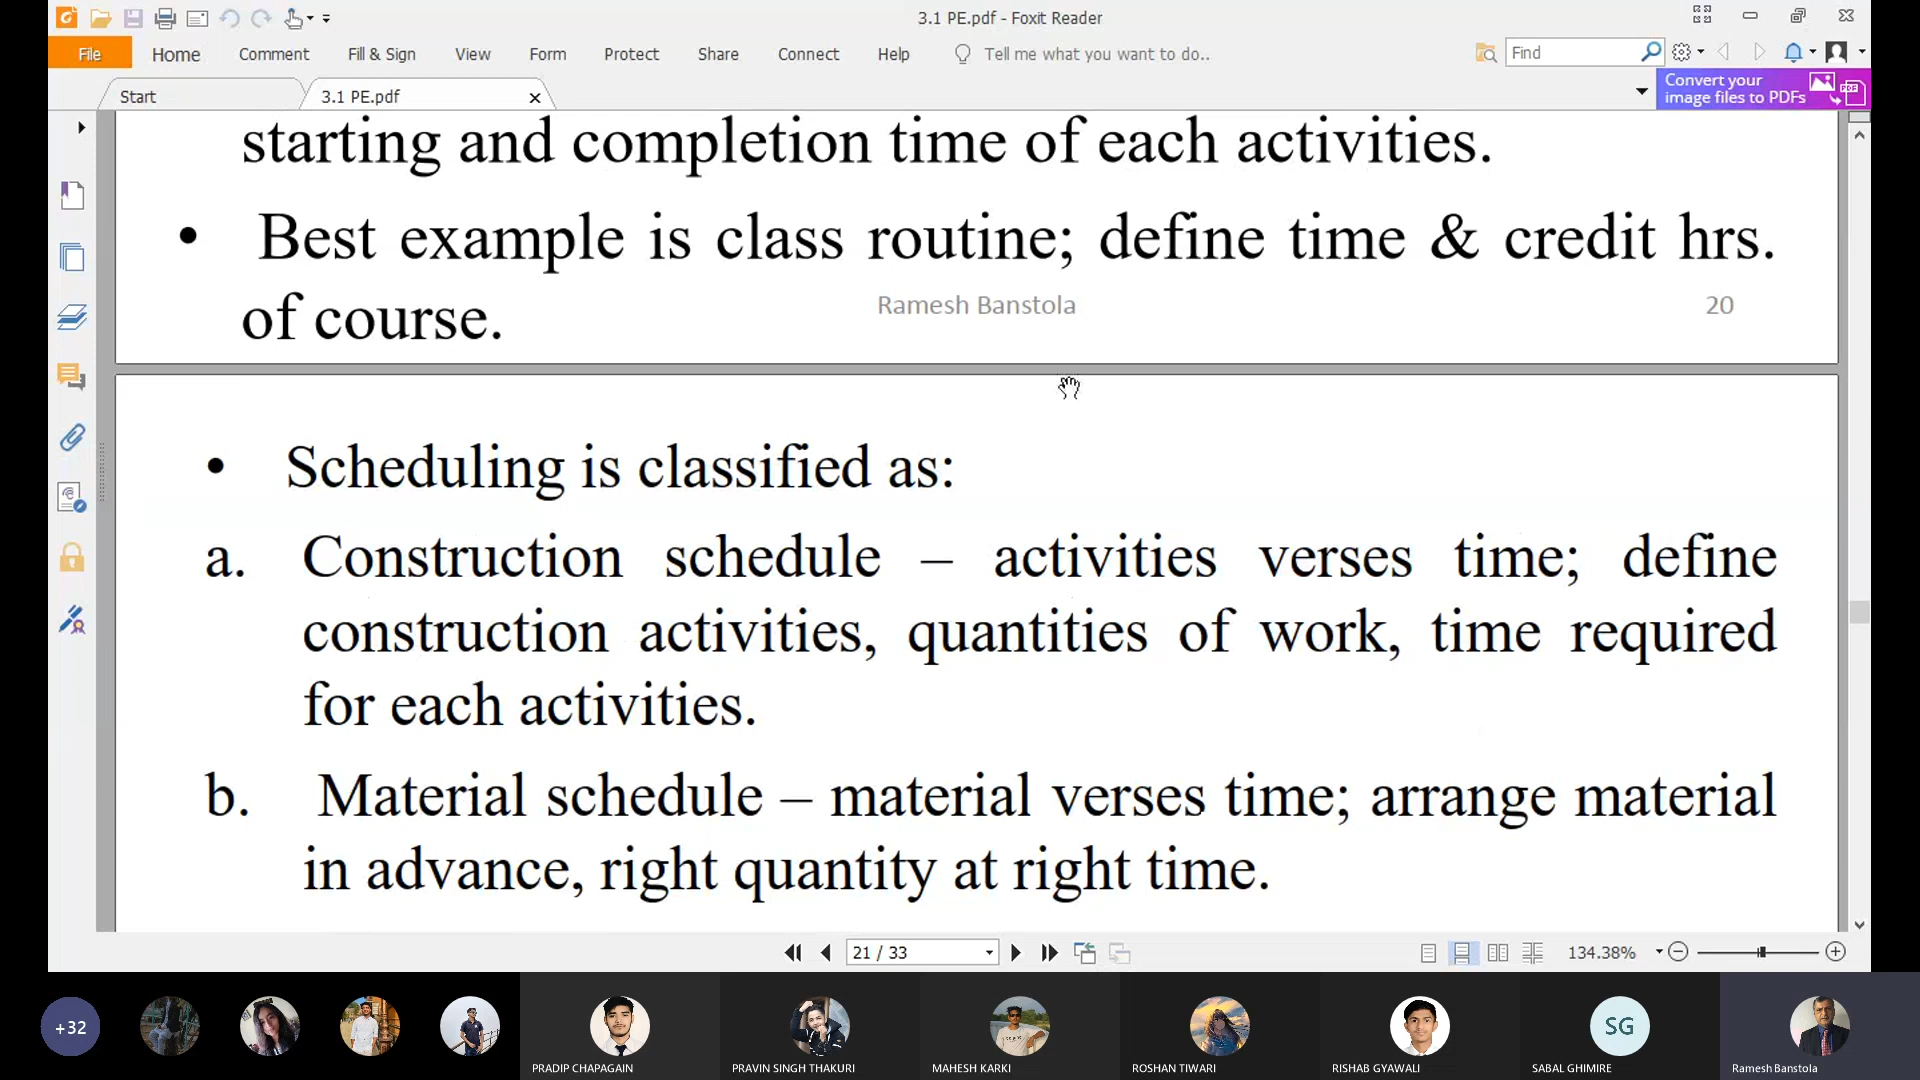 3.1 PE.pdf - Foxit Reader
File Home Comment Fill & Sign View Form Protect Share Connect Help Tell me what you want to do.. Find
Convert your
image files to PDFs
PDF
Start 3.1 PE.pdf
starting and completion time of each activities.
• Best example is class routine; define time & credit hrs.
of course.
Ramesh Banstola 20
• Scheduling is classified as:
a. Construction schedule – activities verses time; define
construction activities, quantities of work, time required
for each activities.
b. Material schedule – material verses time; arrange material
in advance, right quantity at right time.
21 / 33 134.38%
+32
SG
PRADIP CHAPAGAIN PRAVIN SINGH THAKURI MAHESH KARKI ROSHAN TIWARI RISHAB GYAWALI SABAL GHIMIRE Ramesh Banstola